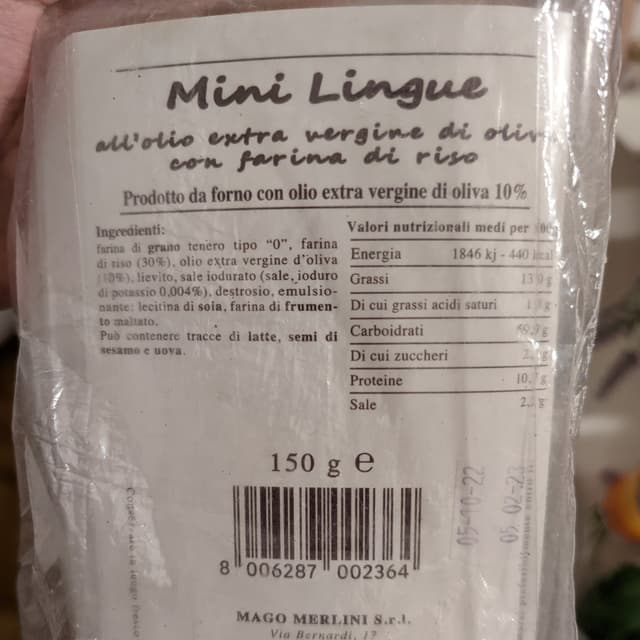 Mini Lingue
all'olio extra vergine di oliv
con farina di riso
Prodotto da forno con olio extra vergine di oliva 10%
Ingredienti:
farina di grano tenero tipo "0", farina
di riso (30%), olio extra vergine d'oliva
(10%), lievito, sale iodurato (sale, ioduro
di potassio 0,004%), destrosio, emulsio-
nante: lecitina di soia, farina di frumen-
to maltato.
Può contenere tracce di latte, semi di
sesamo e uova.
Valori nutrizionali medi per
Energia 1846 kj - 440 kcal
Grassi
Di cui grassi acidi saturi
Carboidrati
Di cui zuccheri
Proteine
Sale
150 g e
05-10-22
05-02-23
8 006287 002364
MAGO MERLINI S.r.l.
Via Bernardi, 17